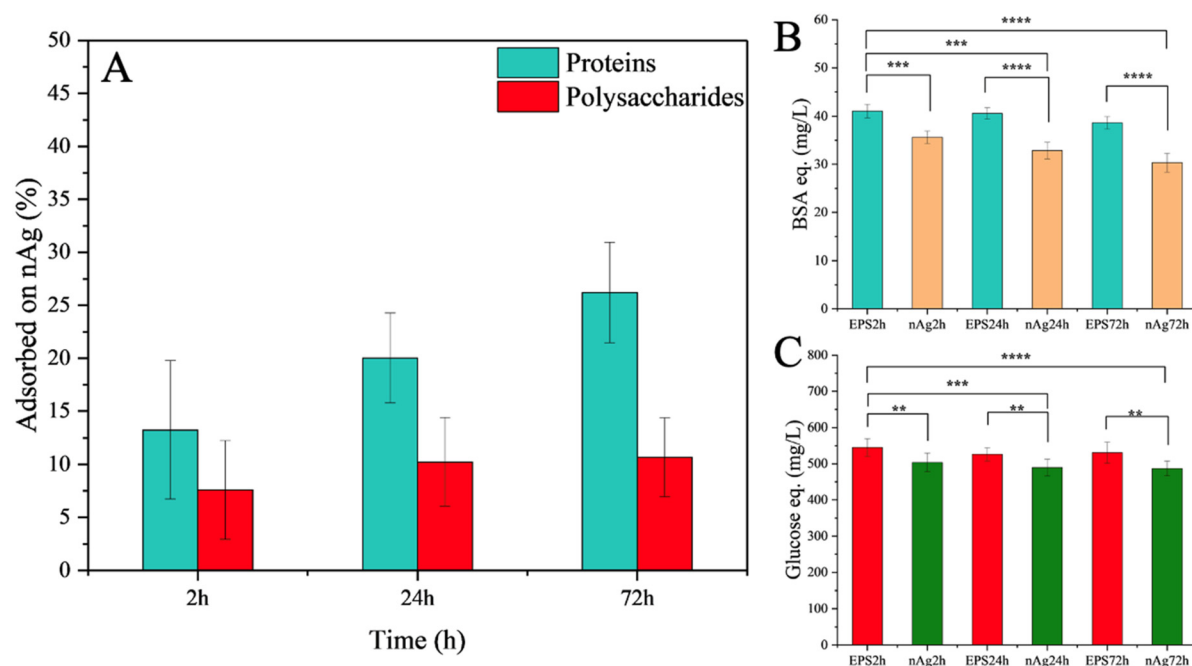 A
Proteins
Polysaccharides
Adsorbed on nAg (%)
50
45
40
35
30
25
20
15
10
5
0
2h
24h
72h
Time (h)
B
BSA eq. (mg/L)
60
50
40
30
20
10
0
****
***
*** **** ****
EPS2h nAg2h EPS24h nAg24h EPS72h nAg72h
C
Glucose eq. (mg/L)
800
700
600
500
400
300
200
100
0
****
***
** ** **
EPS2h nAg2h EPS24h nAg24h EPS72h nAg72h